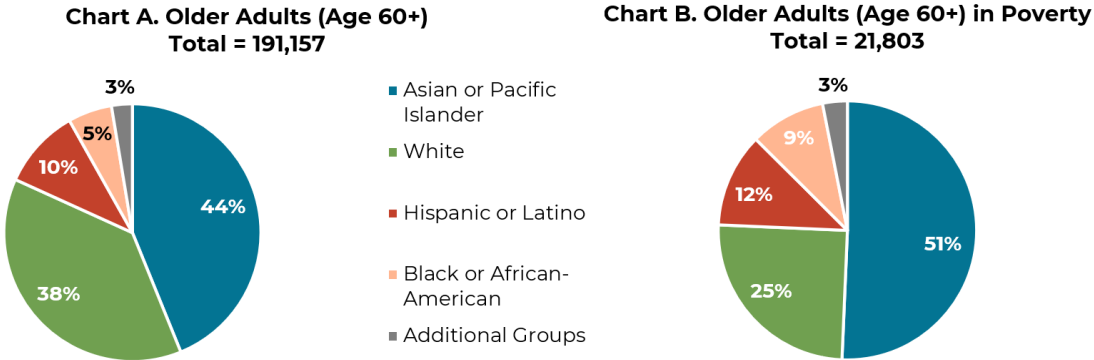 Chart A. Older Adults (Age 60+)
Total = 191,157
3%
5%
10%
44%
38%
Asian or Pacific
Islander
White
Hispanic or Latino
Black or African-
American
Additional Groups
Chart B. Older Adults (Age 60+) in Poverty
Total = 21,803
3%
9%
12%
51%
25%